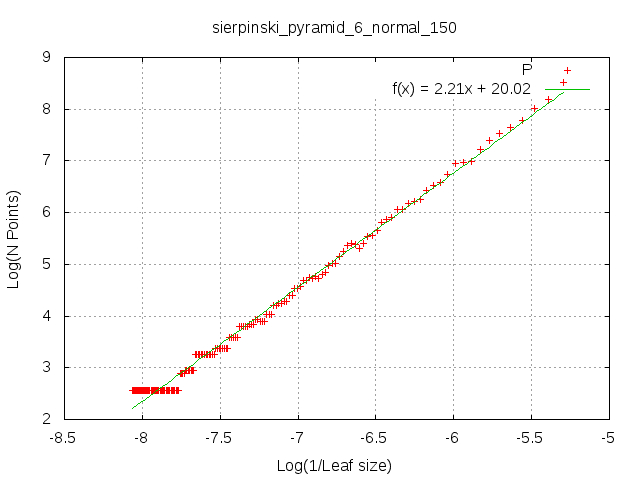 sierpinski_pyramid_6_normal_150
P
f(x) = 2.21x + 20.02
9
8
7
6
5
4
3
2
Log(N Points)
-8.5 -8 -7.5 -7 -6.5 -6 -5.5 -5
Log(1/Leaf size)